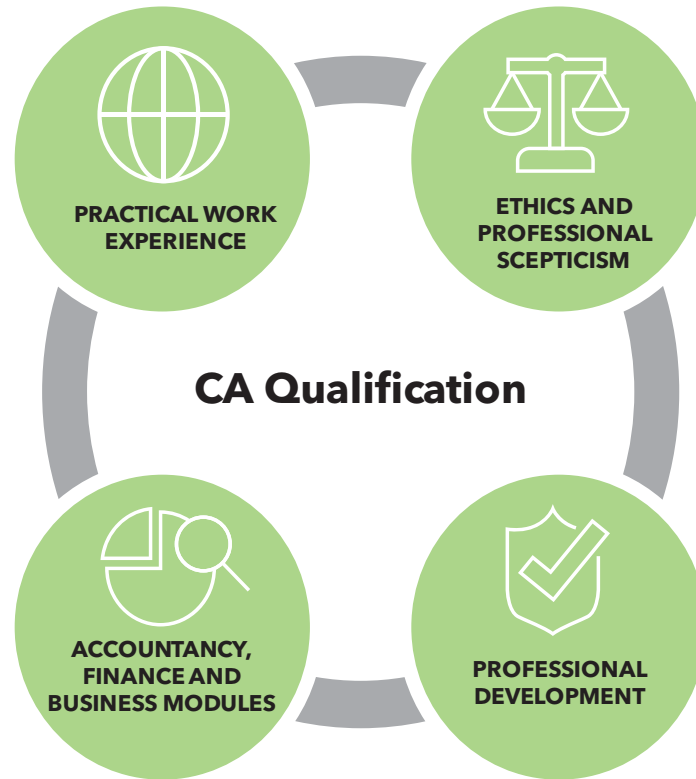 PRACTICAL WORK
EXPERIENCE
ETHICS AND
PROFESSIONAL
SCEPTICISM
CA Qualification
ACCOUNTANCY,
FINANCE AND
BUSINESS MODULES
PROFESSIONAL
DEVELOPMENT